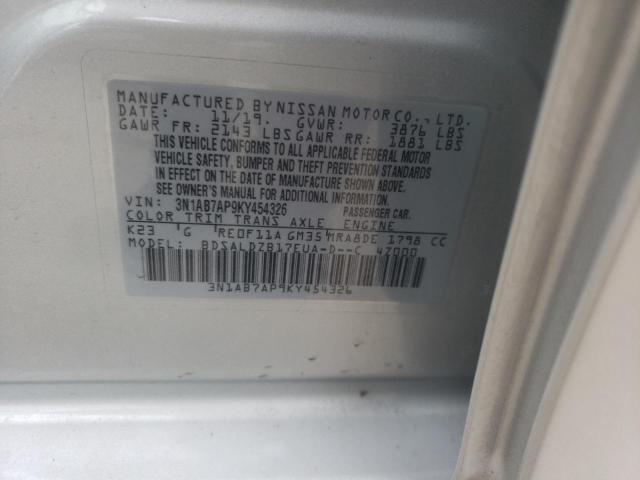 MANUFACTURED BY NISSAN MOTOR CO., LTD.
DATE: 11/19. GVWR: 3876 LBS
GAWR FR: 2143 LBS GAWR RR: 1881 LBS
THIS VEHICLE CONFORMS TO ALL APPLICABLE FEDERAL MOTOR
VEHICLE SAFETY, BUMPER AND THEFT PREVENTION STANDARDS
IN EFFECT ON THE DATE OF MANUFACTURE SHOWN ABOVE.
SEE OWNER'S MANUAL FOR ADDITIONAL INFORMATION
VIN: 3N1AB7AP9KY454326 PASSENGER CAR.
COLOR TRIM TRANS AXLE ENGINE
K23 G RE0F11A GM35 MRA8DE 1798 CC
MODEL: BDSALDZB17EUA-D--C 47000
3N1AB7AP9KY454326